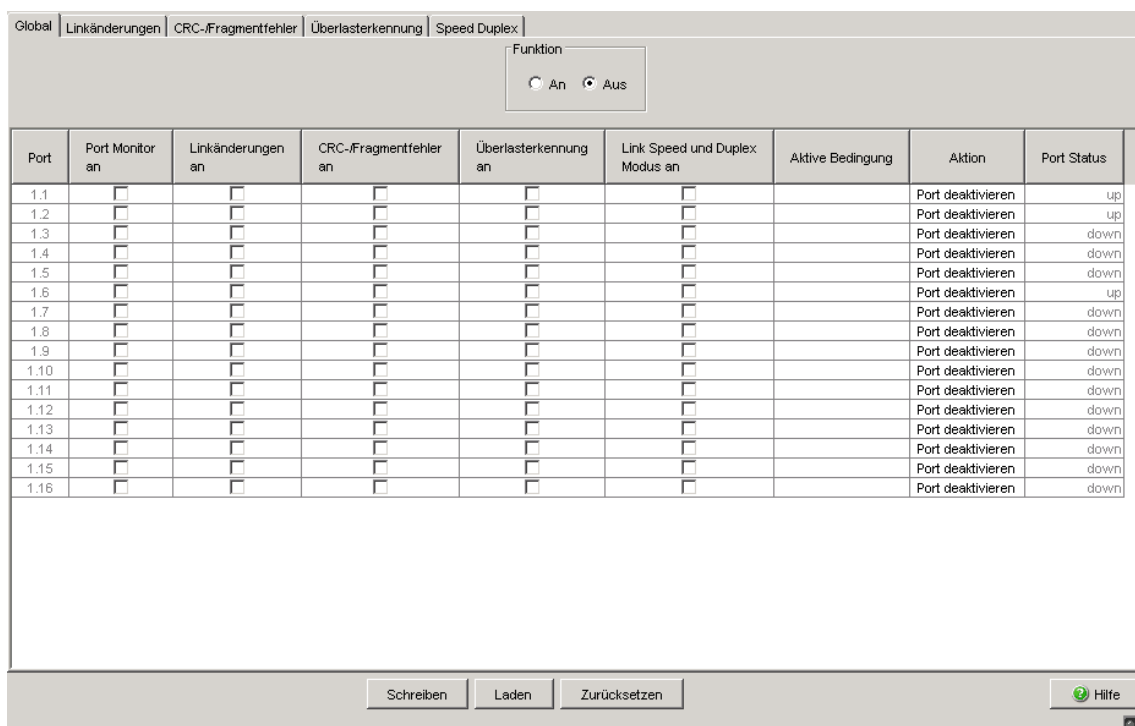 Global Linkänderungen CRC-/Fragmentfehler Überlasterkennung Speed Duplex
Funktion
An Aus
Port Port Monitor an Linkänderungen an CRC-/Fragmentfehler an Überlasterkennung an Link Speed und Duplex Modus an Aktive Bedingung Aktion Port Status
1.1 Port deaktivieren up
1.2 Port deaktivieren up
1.3 Port deaktivieren down
1.4 Port deaktivieren down
1.5 Port deaktivieren down
1.6 Port deaktivieren up
1.7 Port deaktivieren down
1.8 Port deaktivieren down
1.9 Port deaktivieren down
1.10 Port deaktivieren down
1.11 Port deaktivieren down
1.12 Port deaktivieren down
1.13 Port deaktivieren down
1.14 Port deaktivieren down
1.15 Port deaktivieren down
1.16 Port deaktivieren down
Schreiben Laden Zurücksetzen Hilfe